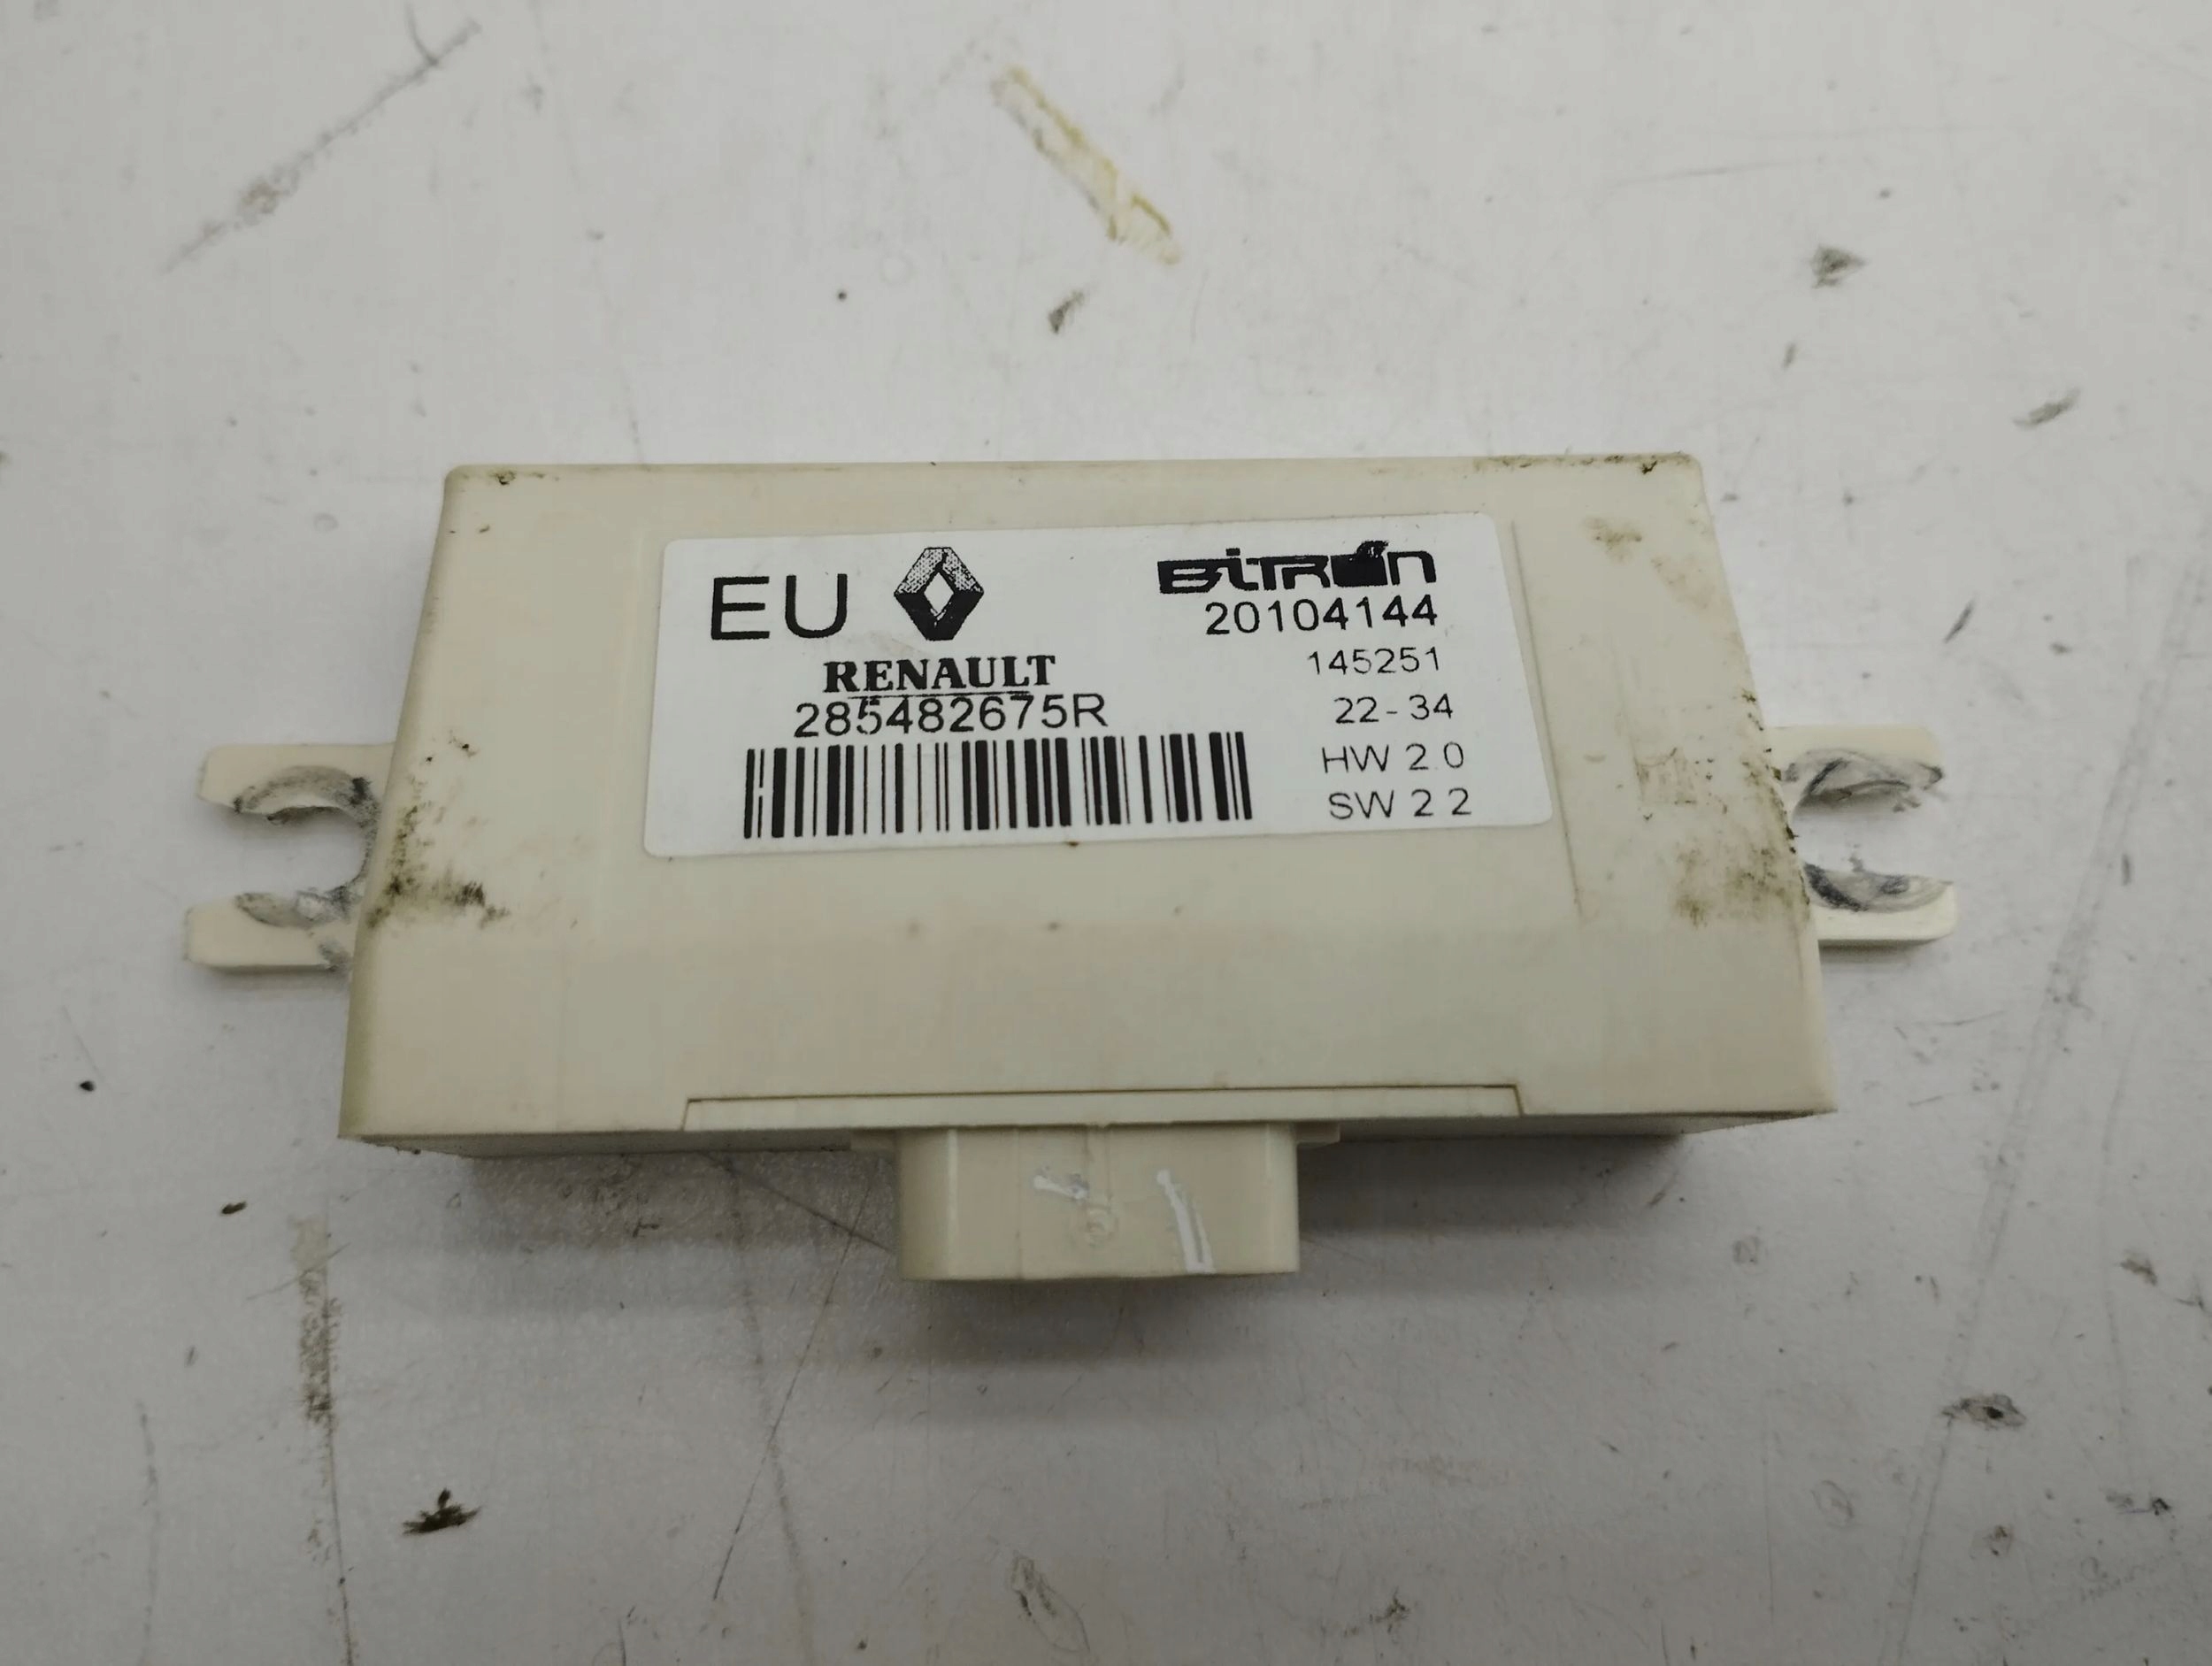 EU
RENAULT
285482675R
BITRON
20104144
145251
22-34
HW 2.0
SW 2 2